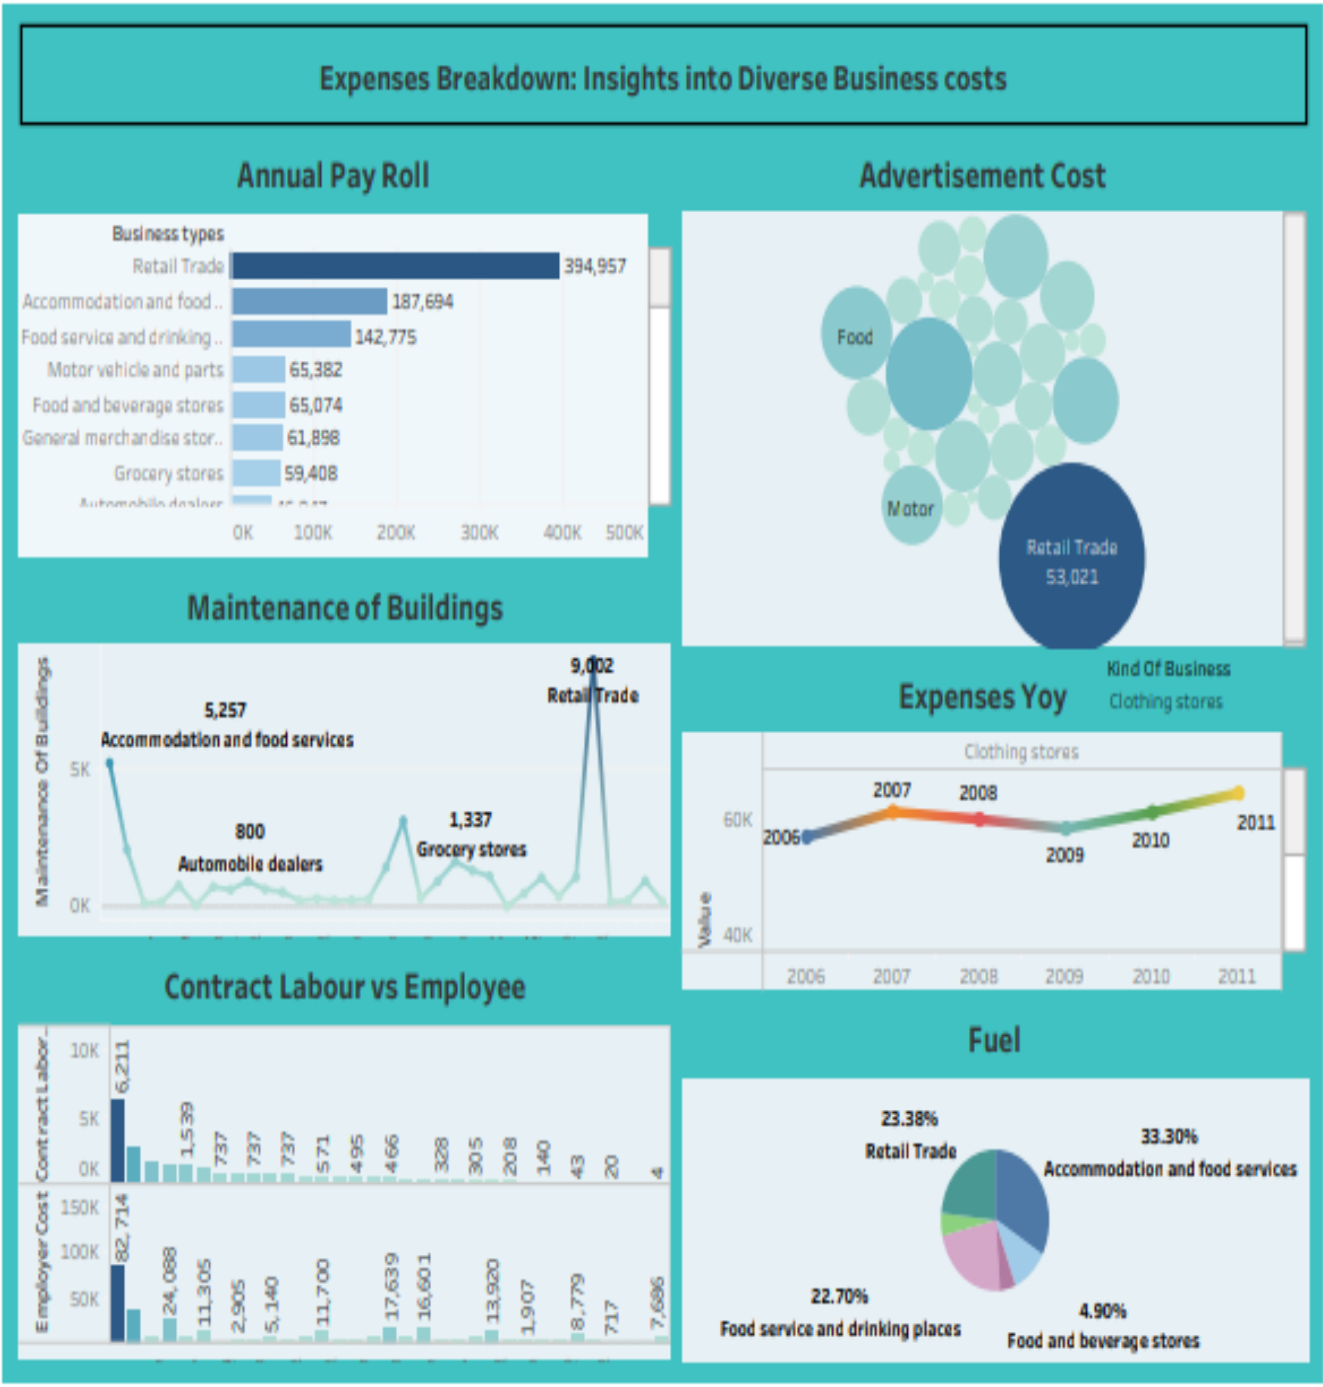 Expenses Breakdown: Insights into Diverse Business costs
Annual Pay Roll
Business types
Retail Trade 394,957
Accommodation and food .. 187,694
Food service and drinking .. 142,775
Motor vehicle and parts 65,382
Food and beverage stores 65,074
General merchandise stor.. 61,898
Grocery stores 59,408
Automobile dealers
0K 100K 200K 300K 400K 500K
Advertisement Cost
Food
Motor
Retail Trade
53,021
Maintenance of Buildings
Maintenance Of Buildings
5K
0K
5,257
Accommodation and food services
800
Automobile dealers
1,337
Grocery stores
9,002
Retail Trade
Kind Of Business
Clothing stores
Expenses Yoy
Clothing stores
Value
60K
40K
2006
2007
2008
2009
2010
2011
2006 2007 2008 2009 2010 2011
Contract Labour vs Employee
Contract Labor..
10K
5K
0K
6,211 1,539 737 737 737 571 495 466 328 305 208 140 43 20 4
Employer Cost
150K
100K
50K
82,714 24,088 11,305 2,905 5,140 11,700 17,639 16,601 13,920 1,907 8,779 717 7,686
Fuel
23.38%
Retail Trade
33.30%
Accommodation and food services
22.70%
Food service and drinking places
4.90%
Food and beverage stores